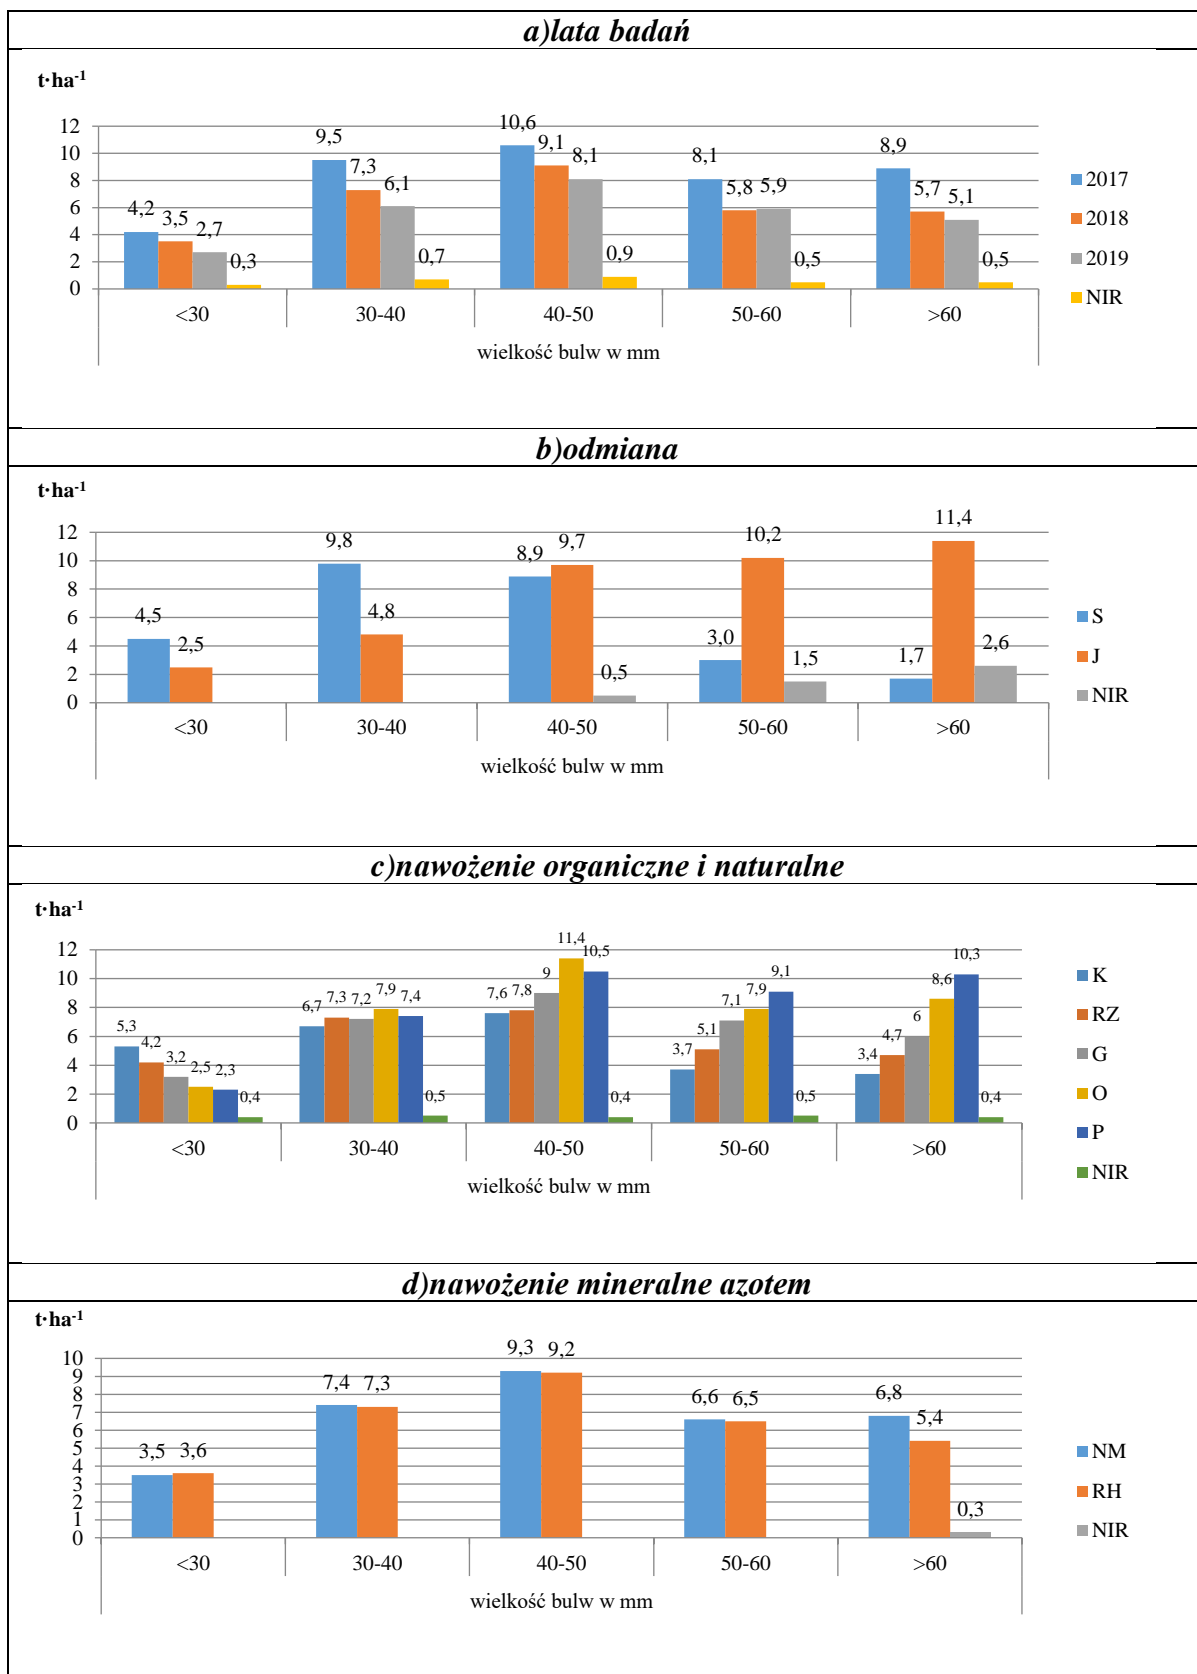 a)lata badań
t·ha-1
12
10
8
6
4
2
0
4,2 3,5 2,7 0,3
9,5 7,3 6,1 0,7
10,6 9,1 8,1 0,9
8,1 5,8 5,9 0,5
8,9 5,7 5,1 0,5
<30 30-40 40-50 50-60 >60
wielkość bulw w mm
2017
2018
2019
NIR
b)odmiana
t·ha-1
12
10
8
6
4
2
0
4,5 2,5
9,8 4,8
8,9 9,7 0,5
3,0 10,2 1,5
1,7 11,4 2,6
<30 30-40 40-50 50-60 >60
wielkość bulw w mm
S
J
NIR
c)nawożenie organiczne i naturalne
t·ha-1
12
10
8
6
4
2
0
5,3 4,2 3,2 2,5 2,3 0,4
6,7 7,3 7,2 7,9 7,4 0,5
7,6 7,8 9 11,4 10,5 0,4
3,7 5,1 7,1 7,9 9,1 0,5
3,4 4,7 6 8,6 10,3 0,4
<30 30-40 40-50 50-60 >60
wielkość bulw w mm
K
RZ
G
O
P
NIR
d)nawożenie mineralne azotem
t·ha-1
10
9
8
7
6
5
4
3
2
1
0
3,5 3,6
7,4 7,3
9,3 9,2
6,6 6,5
6,8 5,4 0,3
<30 30-40 40-50 50-60 >60
wielkość bulw w mm
NM
RH
NIR